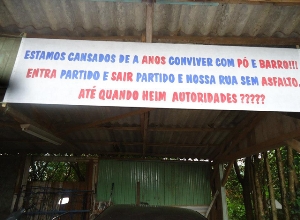 ESTAMOS CANSADOS DE A ANOS CONVIVER COM PÓ E BARRO!!!
ENTRA PARTIDO E SAIR PARTIDO E NOSSA RUA SEM ASFALTO.
ATÉ QUANDO HEIM AUTORIDADES ?????